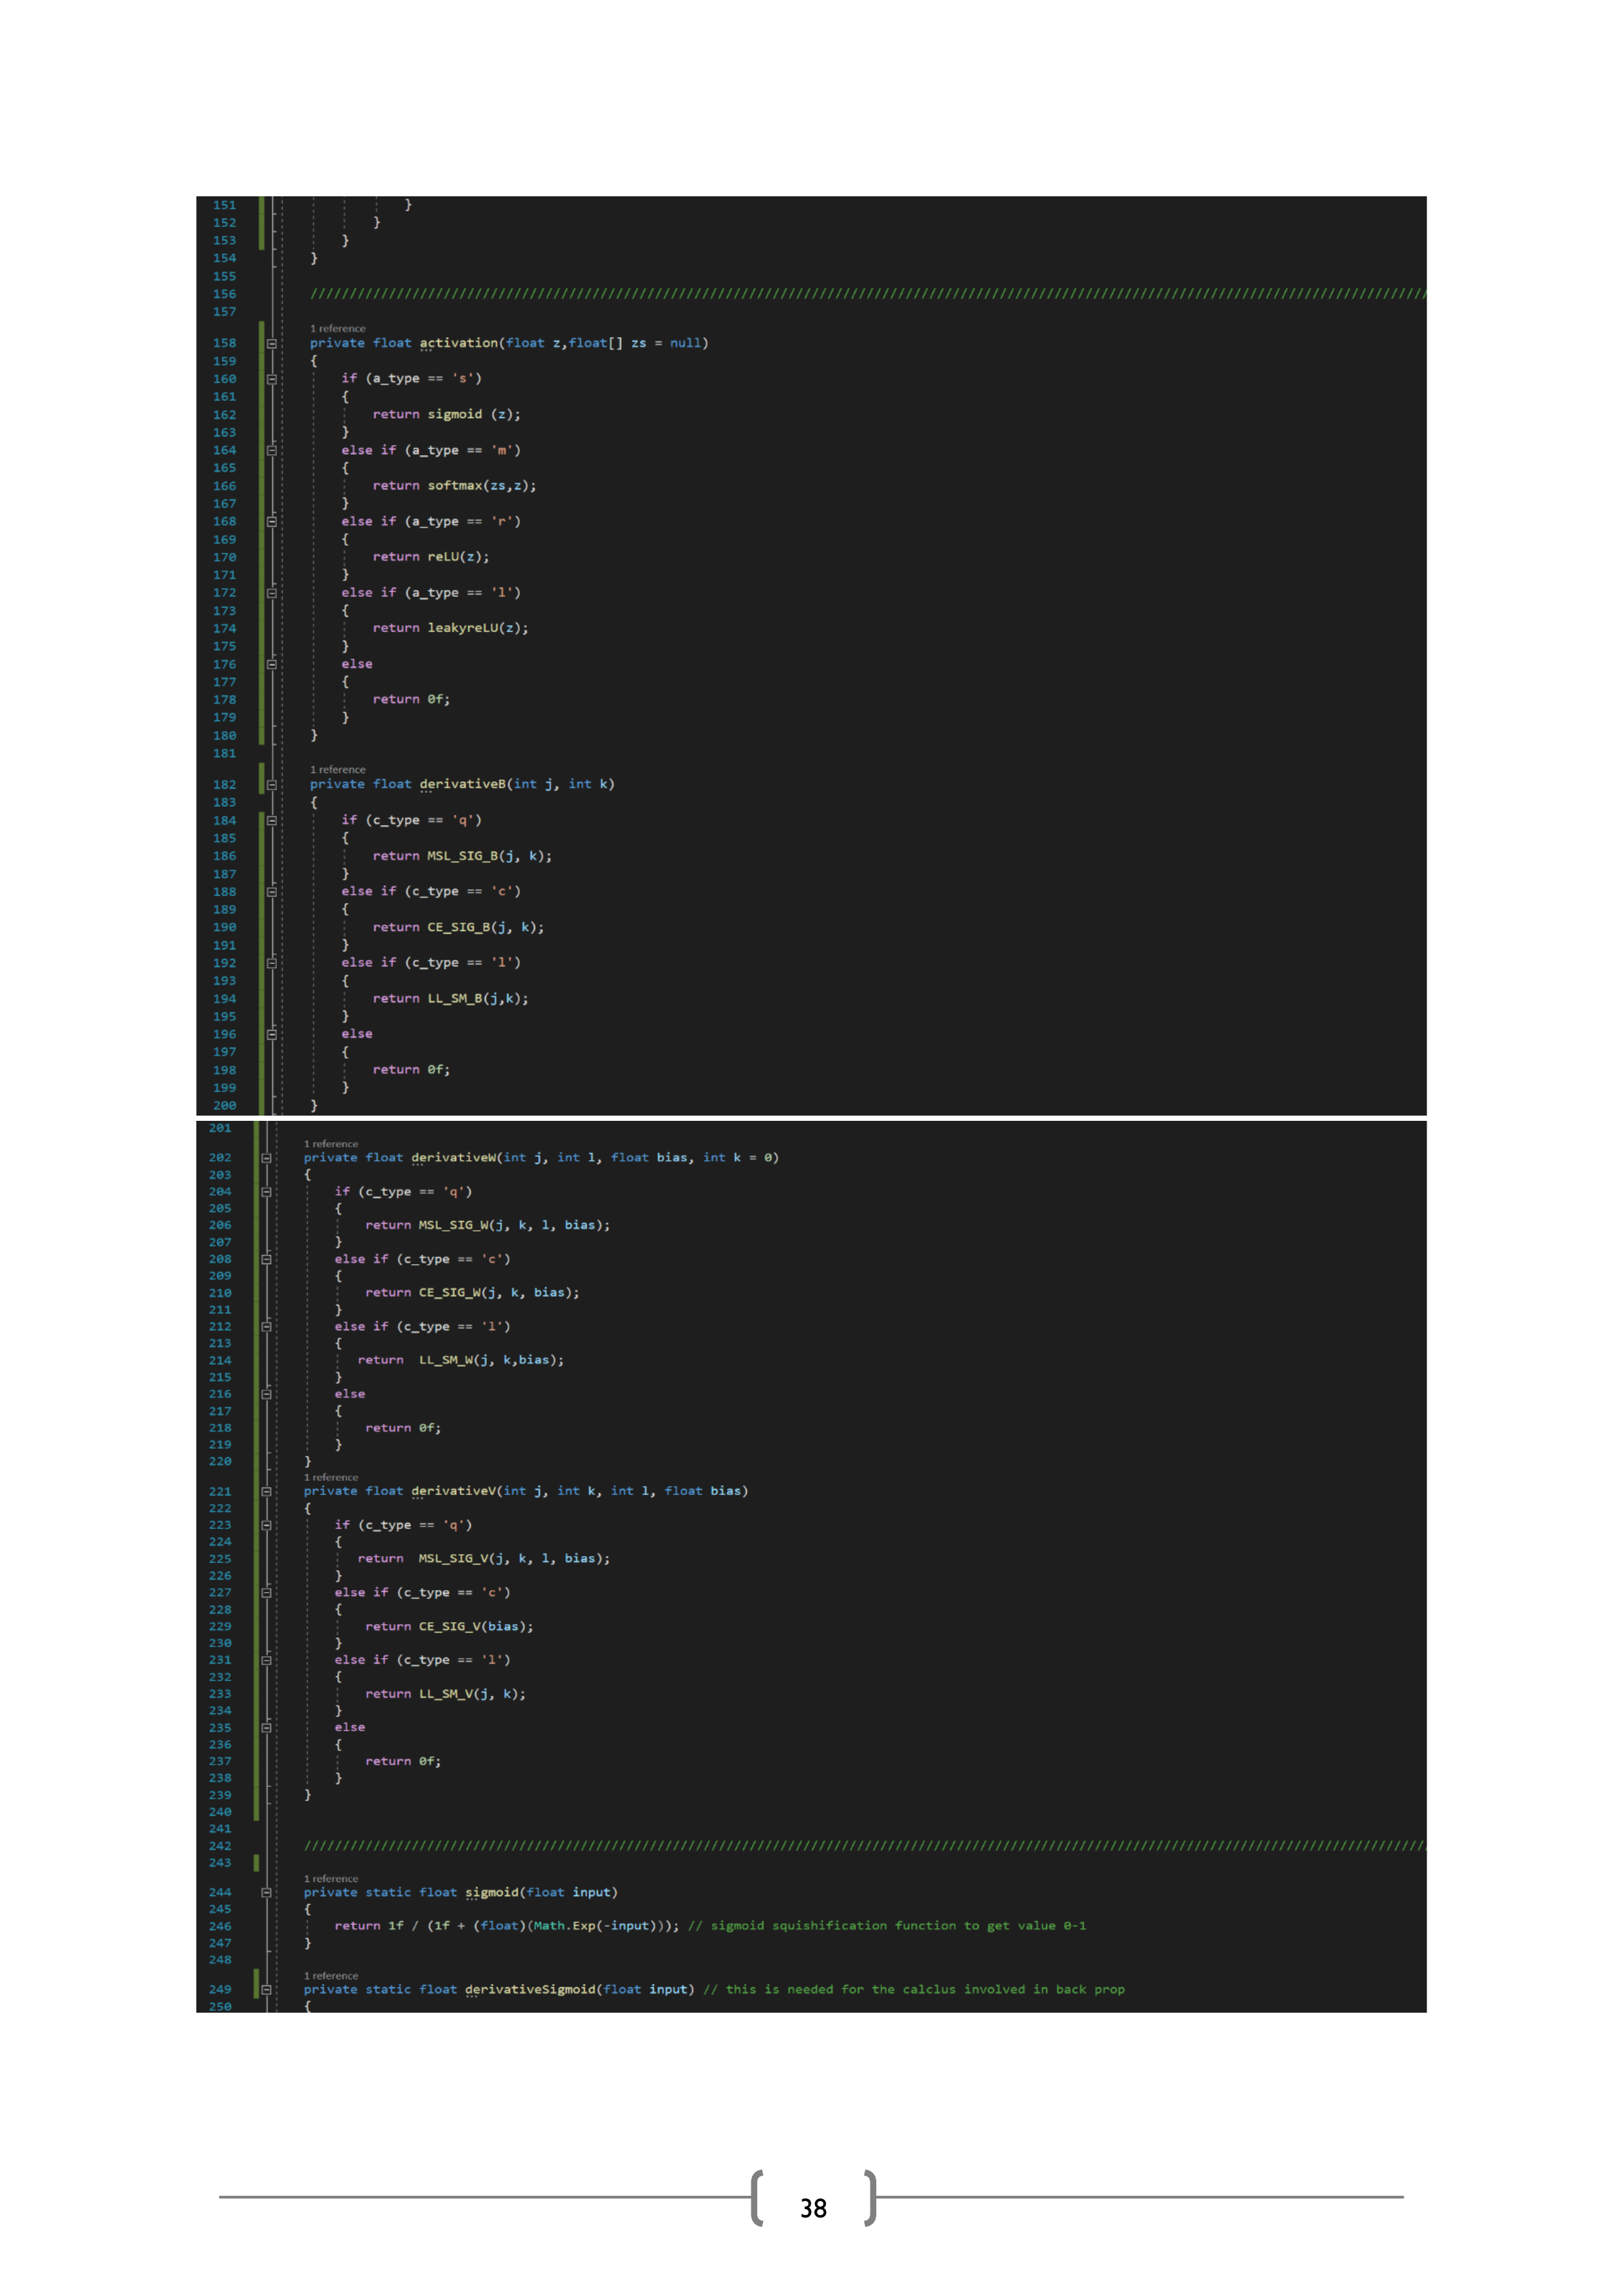 151 }
152 }
153 }
154 }
155
156 ////////////////////////////////////////////////////////////////////////////////////////////////////////////////////////////////////////////////
157
1 reference
158 private float activation(float z,float[] zs = null)
159 {
160 if (a_type == 's')
161 {
162 return sigmoid (z);
163 }
164 else if (a_type == 'm')
165 {
166 return softmax(zs,z);
167 }
168 else if (a_type == 'r')
169 {
170 return reLU(z);
171 }
172 else if (a_type == 'l')
173 {
174 return leakyreLU(z);
175 }
176 else
177 {
178 return 0f;
179 }
180 }
181
1 reference
182 private float derivativeB(int j, int k)
183 {
184 if (c_type == 'q')
185 {
186 return MSL_SIG_B(j, k);
187 }
188 else if (c_type == 'c')
189 {
190 return CE_SIG_B(j, k);
191 }
192 else if (c_type == 'l')
193 {
194 return LL_SM_B(j,k);
195 }
196 else
197 {
198 return 0f;
199 }
200 }
201
1 reference
202 private float derivativeW(int j, int l, float bias, int k = 0)
203 {
204 if (c_type == 'q')
205 {
206 return MSL_SIG_W(j, k, l, bias);
207 }
208 else if (c_type == 'c')
209 {
210 return CE_SIG_W(j, k, bias);
211 }
212 else if (c_type == 'l')
213 {
214 return  LL_SM_W(j, k,bias);
215 }
216 else
217 {
218 return 0f;
219 }
220 }
1 reference
221 private float derivativeV(int j, int k, int l, float bias)
222 {
223 if (c_type == 'q')
224 {
225 return  MSL_SIG_V(j, k, l, bias);
226 }
227 else if (c_type == 'c')
228 {
229 return CE_SIG_V(bias);
230 }
231 else if (c_type == 'l')
232 {
233 return LL_SM_V(j, k);
234 }
235 else
236 {
237 return 0f;
238 }
239 }
240
241
242 ////////////////////////////////////////////////////////////////////////////////////////////////////////////////////////////////////////////////
243
1 reference
244 private static float sigmoid(float input)
245 {
246 return 1f / (1f + (float)(Math.Exp(-input))); // sigmoid squishification function to get value 0-1
247 }
248
1 reference
249 private static float derivativeSigmoid(float input) // this is needed for the calclus involved in back prop
250 {
38